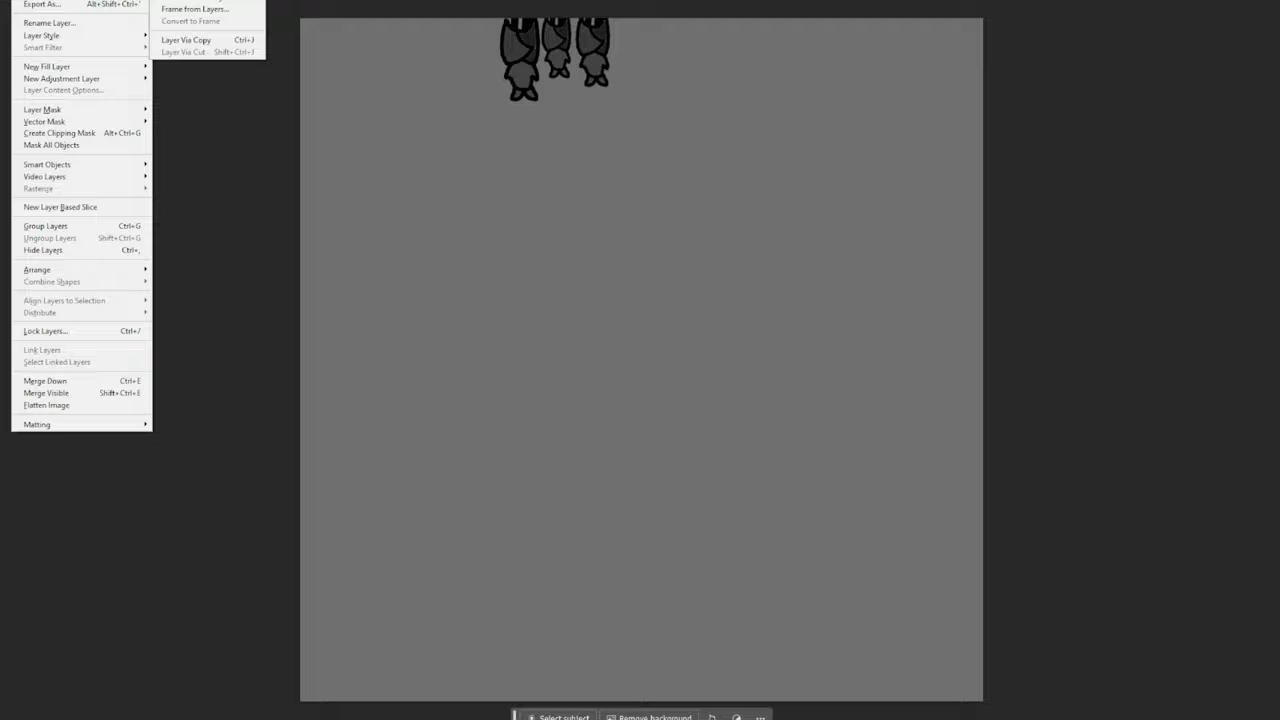 Export As... Alt+Shift+Ctrl+'
Rename Layer...
Layer Style
Smart Filter
New Fill Layer
New Adjustment Layer
Layer Content Options...
Layer Mask
Vector Mask
Create Clipping Mask Alt+Ctrl+G
Mask All Objects
Smart Objects
Video Layers
Rasterize
New Layer Based Slice
Group Layers Ctrl+G
Ungroup Layers Shift+Ctrl+G
Hide Layers Ctrl+,
Arrange
Combine Shapes
Align Layers to Selection
Distribute
Lock Layers... Ctrl+/
Link Layers
Select Linked Layers
Merge Down Ctrl+E
Merge Visible Shift+Ctrl+E
Flatten Image
Matting
Frame from Layers...
Convert to Frame
Layer Via Copy Ctrl+J
Layer Via Cut Shift+Ctrl+J
Select subject
Remove background